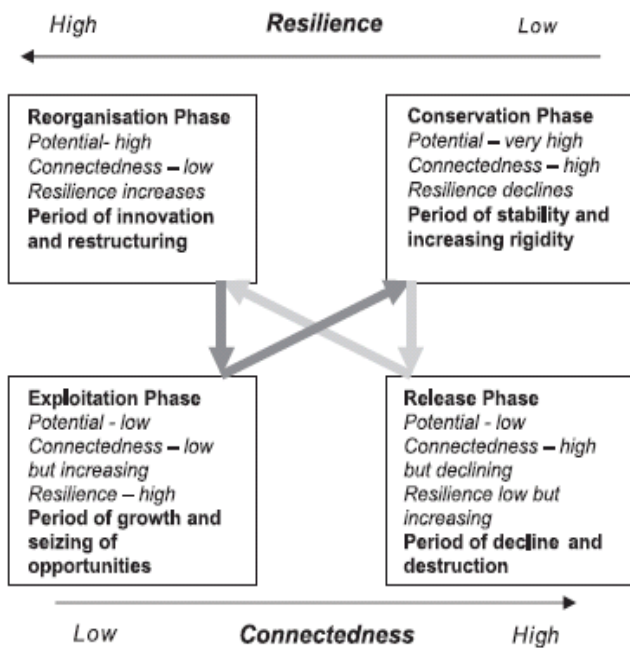 High Resilience Low
Reorganisation Phase
Potential- high
Connectedness – low
Resilience increases
Period of innovation
and restructuring
Conservation Phase
Potential – very high
Connectedness – high
Resilience declines
Period of stability and
increasing rigidity
Exploitation Phase
Potential - low
Connectedness – low
but increasing
Resilience – high
Period of growth and
seizing of
opportunities
Release Phase
Potential - low
Connectedness – high
but declining
Resilience low but
increasing
Period of decline and
destruction
Low Connectedness High